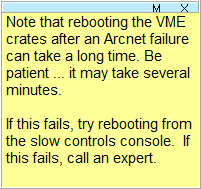 M X
Note that rebooting the VME
crates after an Arcnet failure
can take a long time. Be
patient ... it may take several
minutes.
If this fails, try rebooting from
the slow controls console.  If
this fails, call an expert.